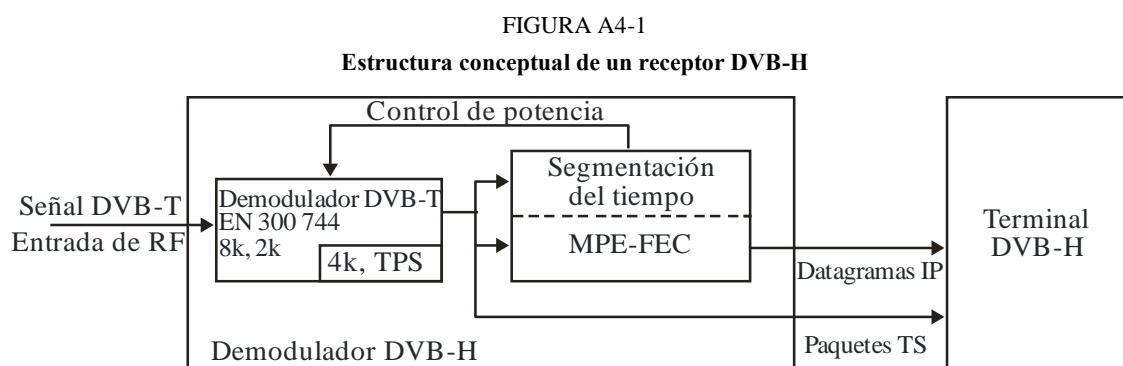 FIGURA A4-1
Estructura conceptual de un receptor DVB-H
Control de potencia
Segmentación
del tiempo
MPE-FEC
Demodulador DVB-T
EN 300 744
8k, 2k
4k, TPS
Señal DVB-T
Entrada de RF
Terminal
DVB-H
Datagramas IP
Paquetes TS
Demodulador DVB-H